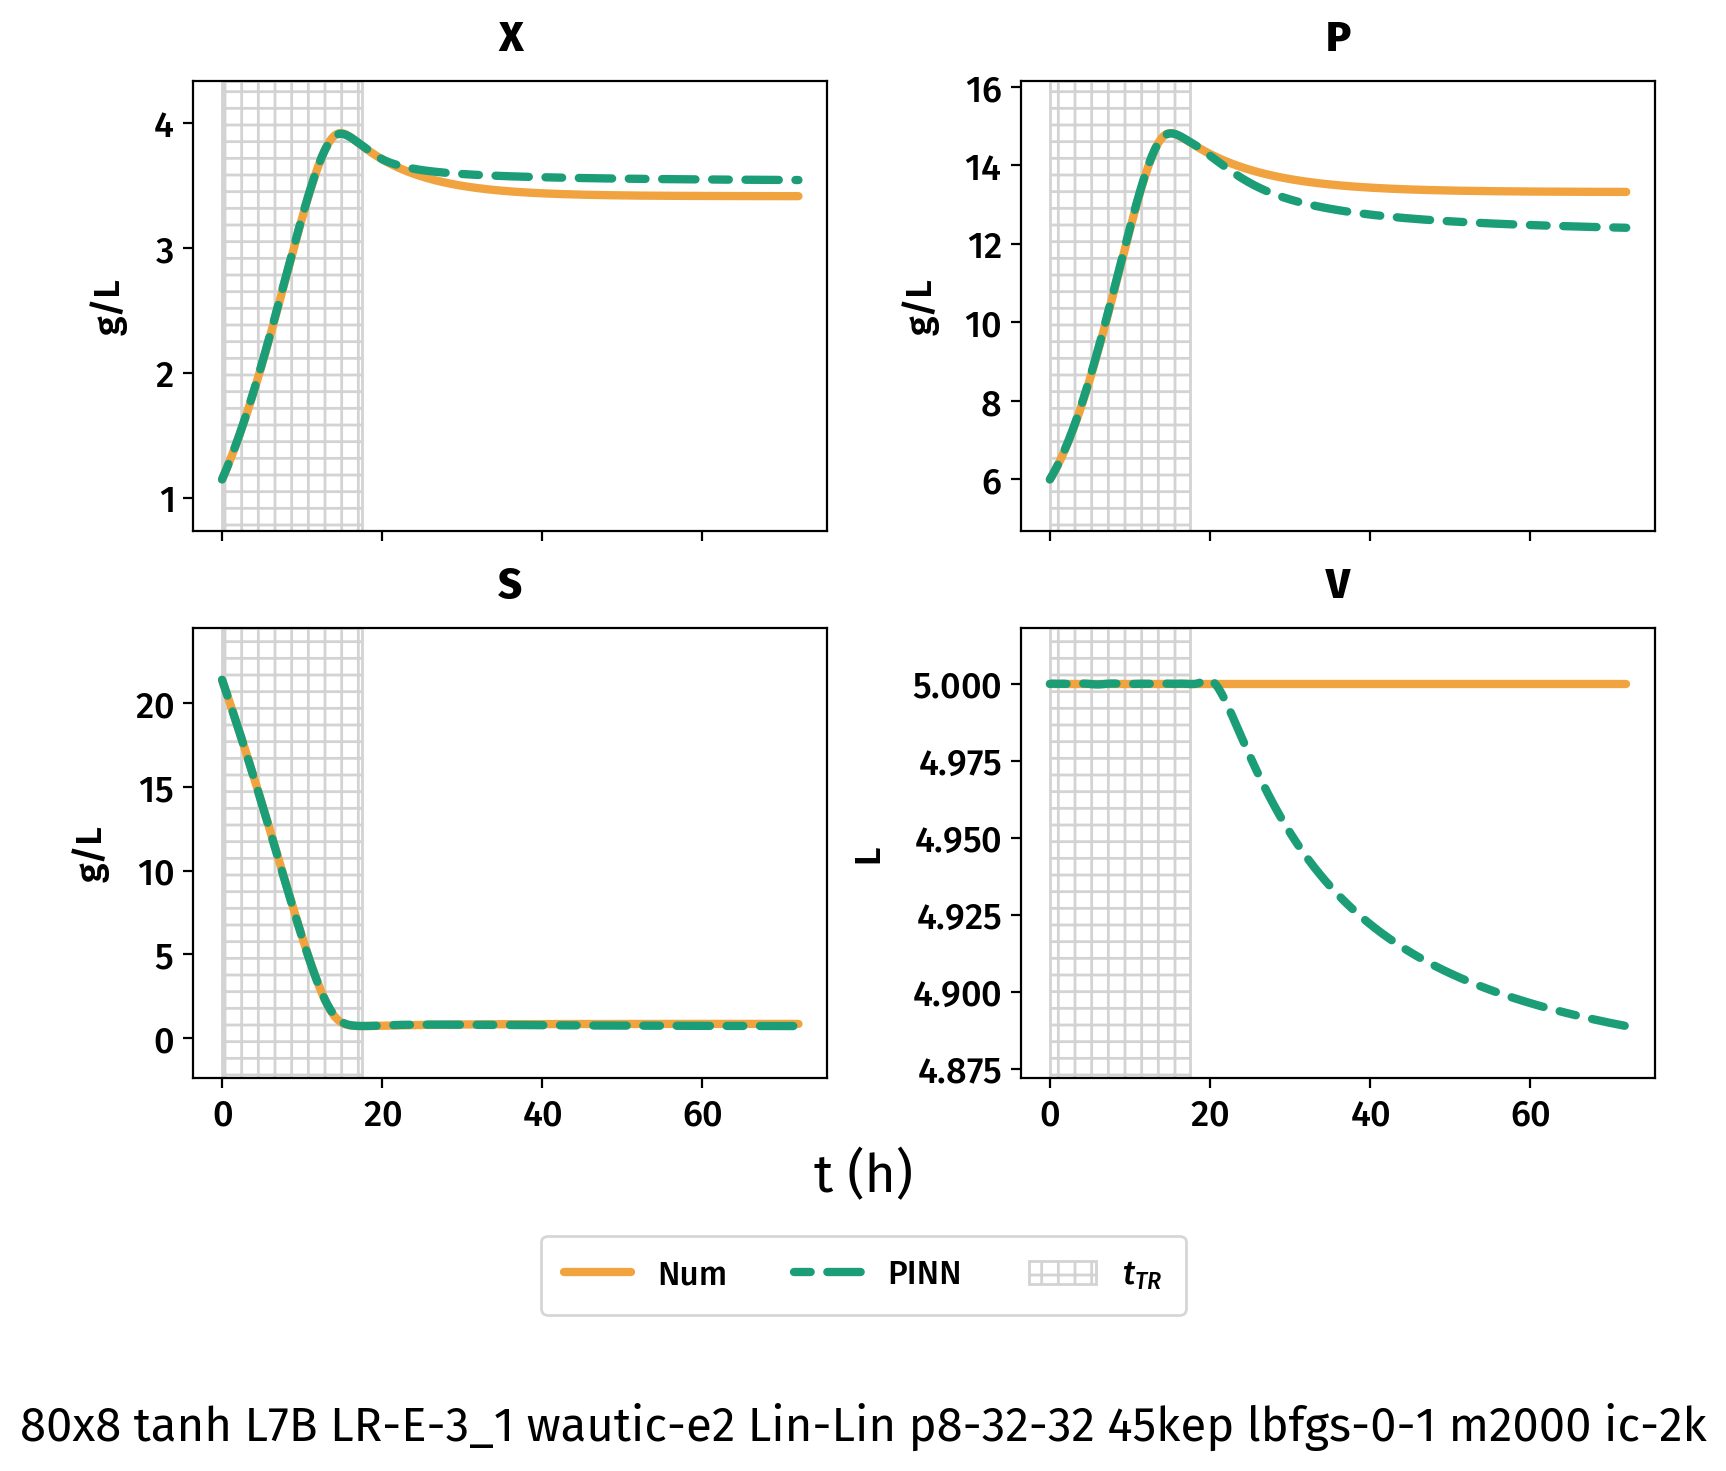 X
P
4
3
2
1
g/L
16
14
12
10
8
6
g/L
S
V
20
15
10
5
0
g/L
5.000
4.975
4.950
4.925
4.900
4.875
L
0 20 40 60
0 20 40 60
t (h)
Num PINN tTR
80x8 tanh L7B LR-E-3_1 wautic-e2 Lin-Lin p8-32-32 45kep lbfgs-0-1 m2000 ic-2k